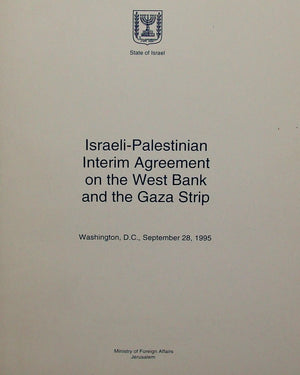 State of Israel
Israeli-Palestinian
Interim Agreement
on the West Bank
and the Gaza Strip
Washington, D.C., September 28, 1995
Ministry of Foreign Affairs
Jerusalem